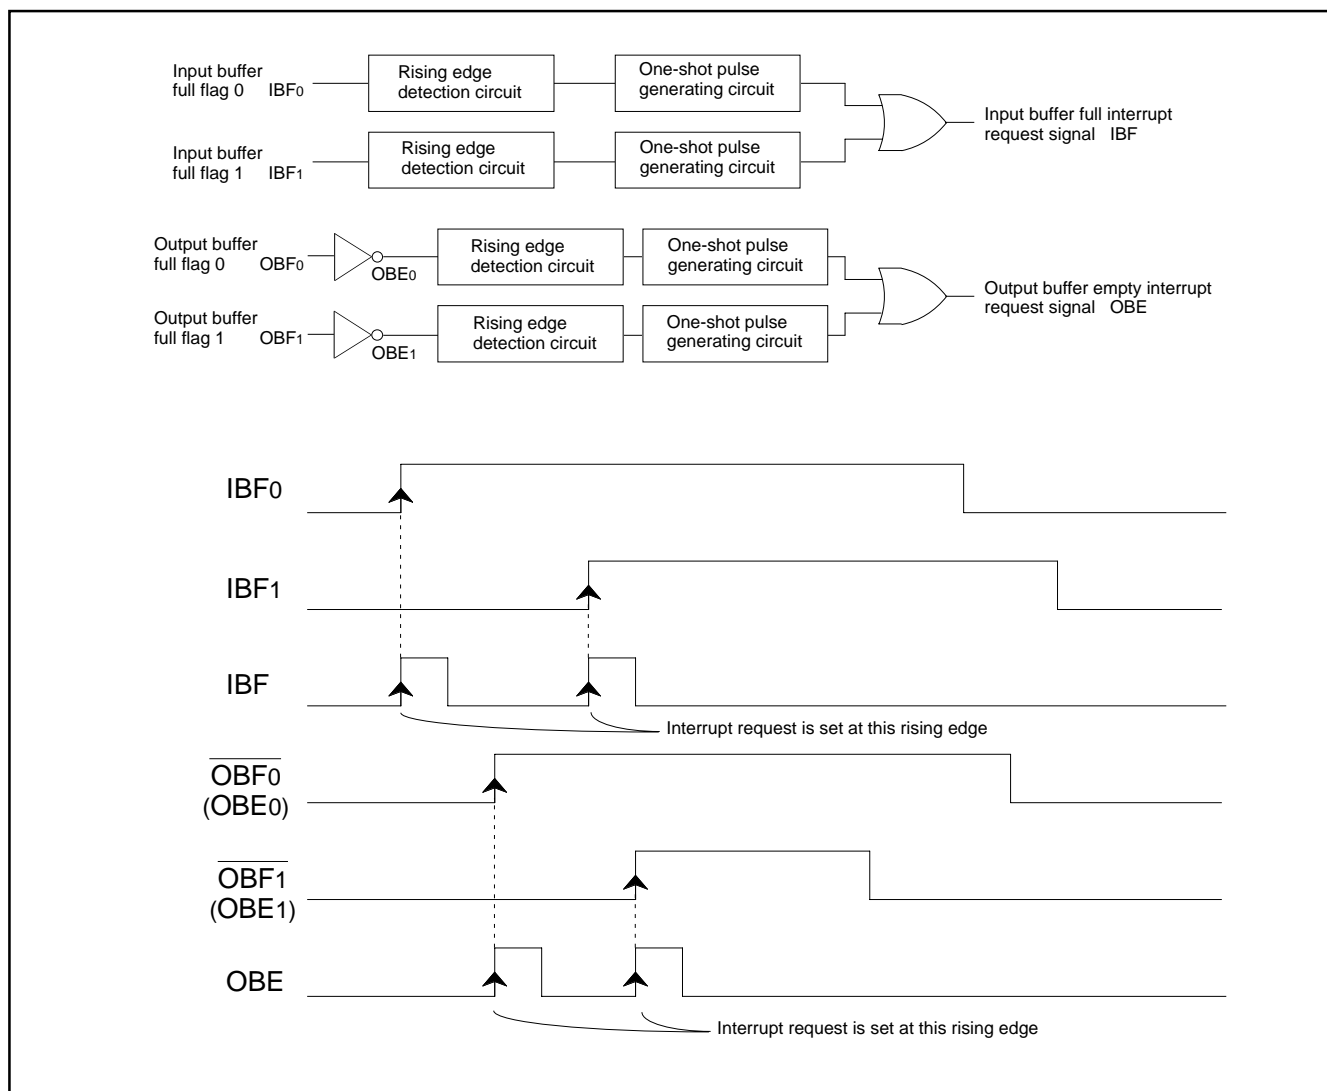 Input buffer
full flag 0 IBF0
Rising edge
detection circuit
One-shot pulse
generating circuit
Input buffer full interrupt
request signal IBF
Input buffer
full flag 1 IBF1
Rising edge
detection circuit
One-shot pulse
generating circuit
Output buffer
full flag 0 OBF0
OBE0
Rising edge
detection circuit
One-shot pulse
generating circuit
Output buffer empty interrupt
request signal OBE
Output buffer
full flag 1 OBF1
OBE1
Rising edge
detection circuit
One-shot pulse
generating circuit
IBF0
IBF1
IBF
Interrupt request is set at this rising edge
O̅B̅F̅0̅
(OBE0)
O̅B̅F̅1̅
(OBE1)
OBE
Interrupt request is set at this rising edge